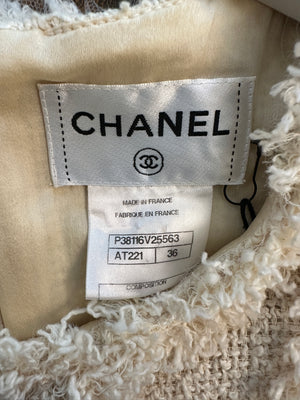 CHANEL
MADE IN FRANCE
FABRIQUE EN FRANCE
P38116V25563
AT221 36
COMPOSITION